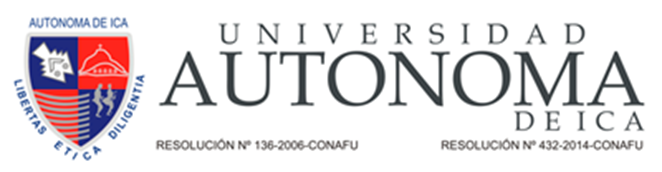 AUTONOMA DE ICA
LIBERTAS ETICA DILIGENTIA
UNIVERSIDAD
AUTONOMA
DE ICA
RESOLUCIÓN Nº 136-2006-CONAFU
RESOLUCIÓN Nº 432-2014-CONAFU